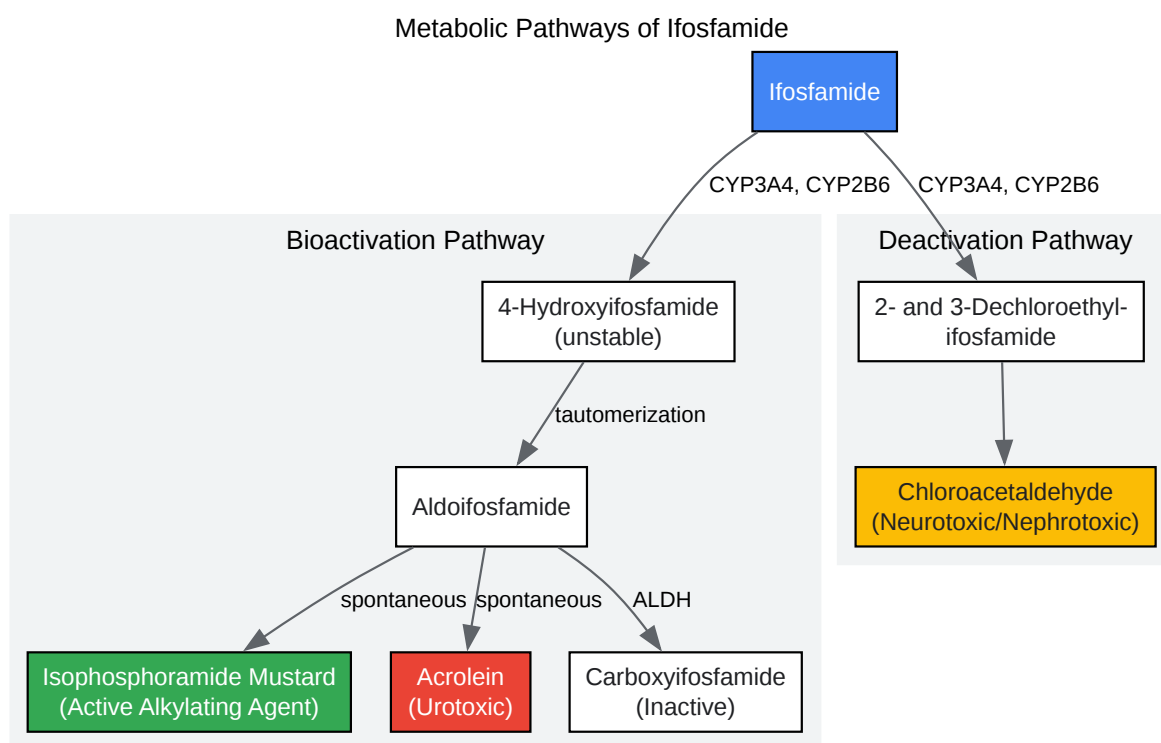 Metabolic Pathways of Ifosfamide
Ifosfamide
CYP3A4, CYP2B6
CYP3A4, CYP2B6
Bioactivation Pathway
Deactivation Pathway
4-Hydroxyifosfamide
(unstable)
2- and 3-Dechloroethyl-
ifosfamide
tautomerization
Aldoifosfamide
Chloroacetaldehyde
(Neurotoxic/Nephrotoxic)
spontaneous
spontaneous
ALDH
Isophosphoramide Mustard
(Active Alkylating Agent)
Acrolein
(Urotoxic)
Carboxyifosfamide
(Inactive)